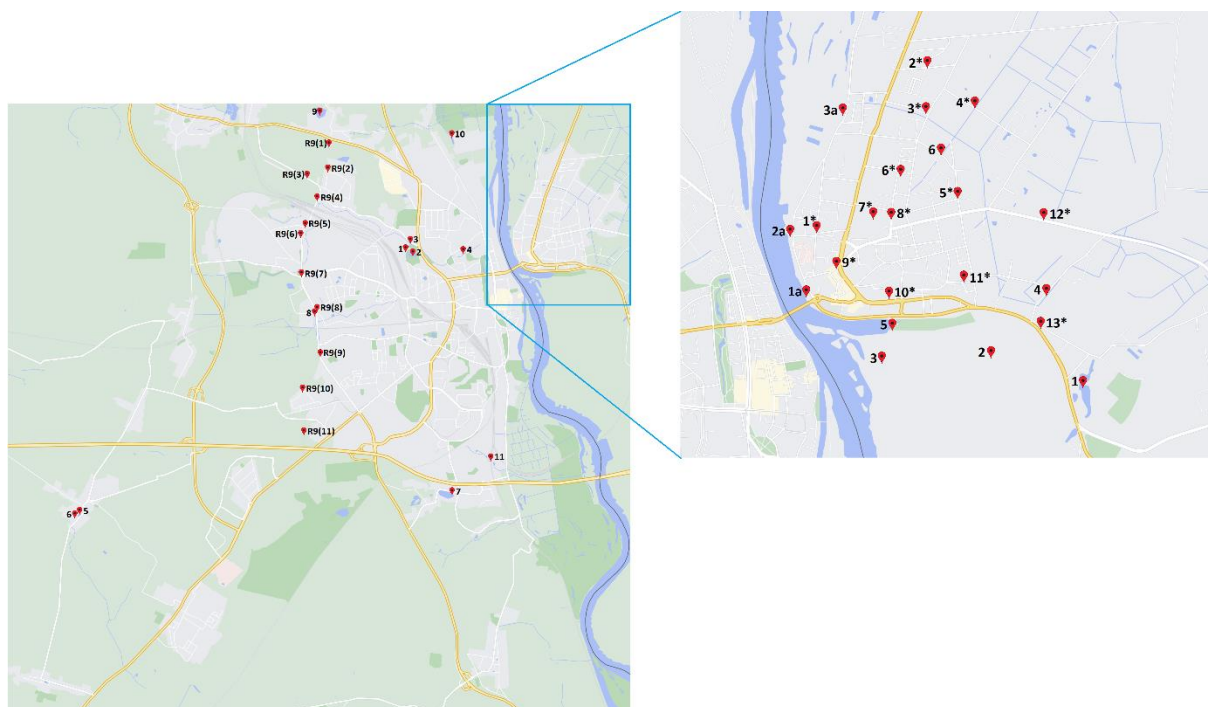 9
10
R9(1)
R9(2)
R9(3)
R9(4)
R9(5)
R9(6)
3
1
2
4
R9(7)
R9(8)
8
R9(9)
R9(10)
R9(11)
11
7
6
5
2*
3a
3*
4*
6
6*
5*
7*
8*
12*
1*
2a
9*
11*
1a
10*
4
5
13*
3
2
1